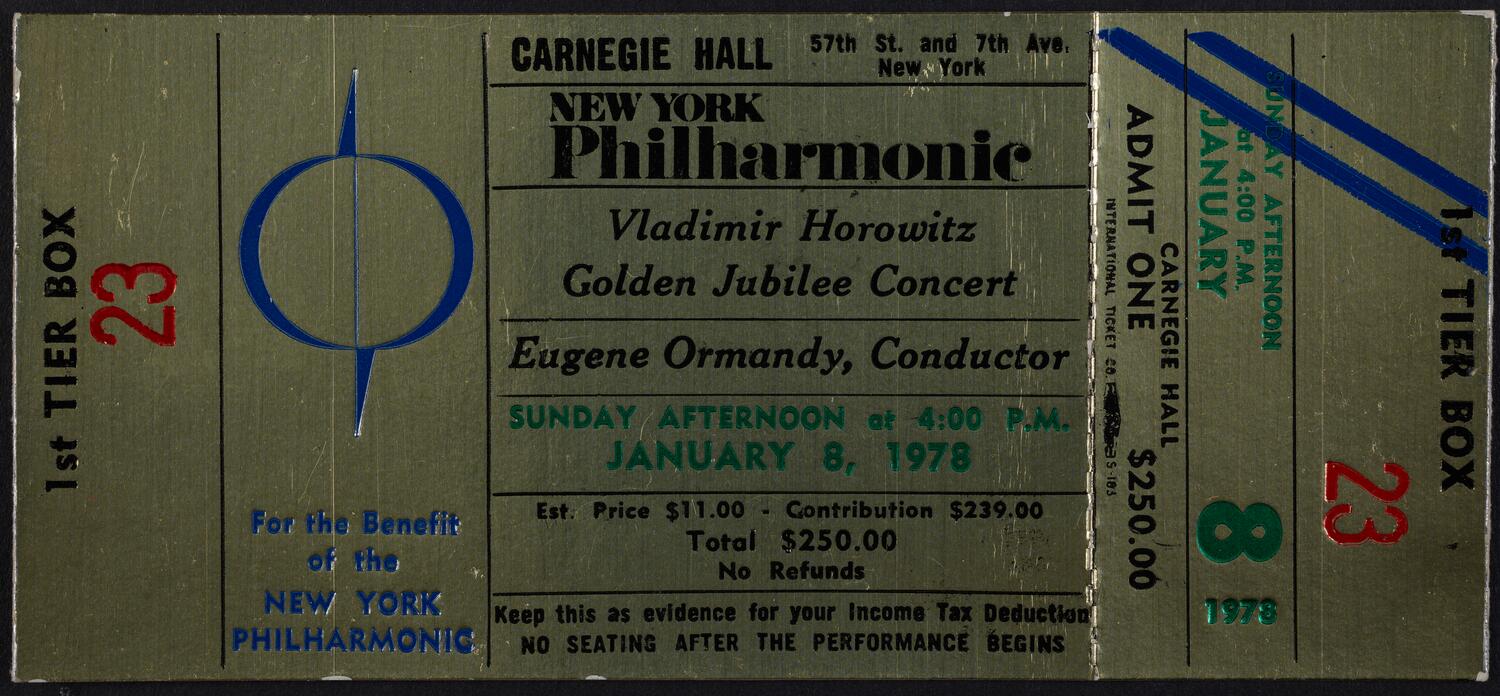 1st TIER BOX
23
For the Benefit
of the
NEW YORK
PHILHARMONIC
CARNEGIE HALL
57th St. and 7th Ave.
New York
NEW YORK
Philharmonic
Vladimir Horowitz
Golden Jubilee Concert
Eugene Ormandy, Conductor
SUNDAY AFTERNOON at 4:00 P.M.
JANUARY 8, 1978
Est. Price $11.00 - Contribution $239.00
Total $250.00
No Refunds
Keep this as evidence for your Income Tax Deduction
NO SEATING AFTER THE PERFORMANCE BEGINS
INTERNATIONAL TICKET CO.
ADMIT ONE $250.00
CARNEGIE HALL
SUNDAY AFTERNOON
at 4:00 P.M.
JANUARY
8
1978
23
1st TIER BOX